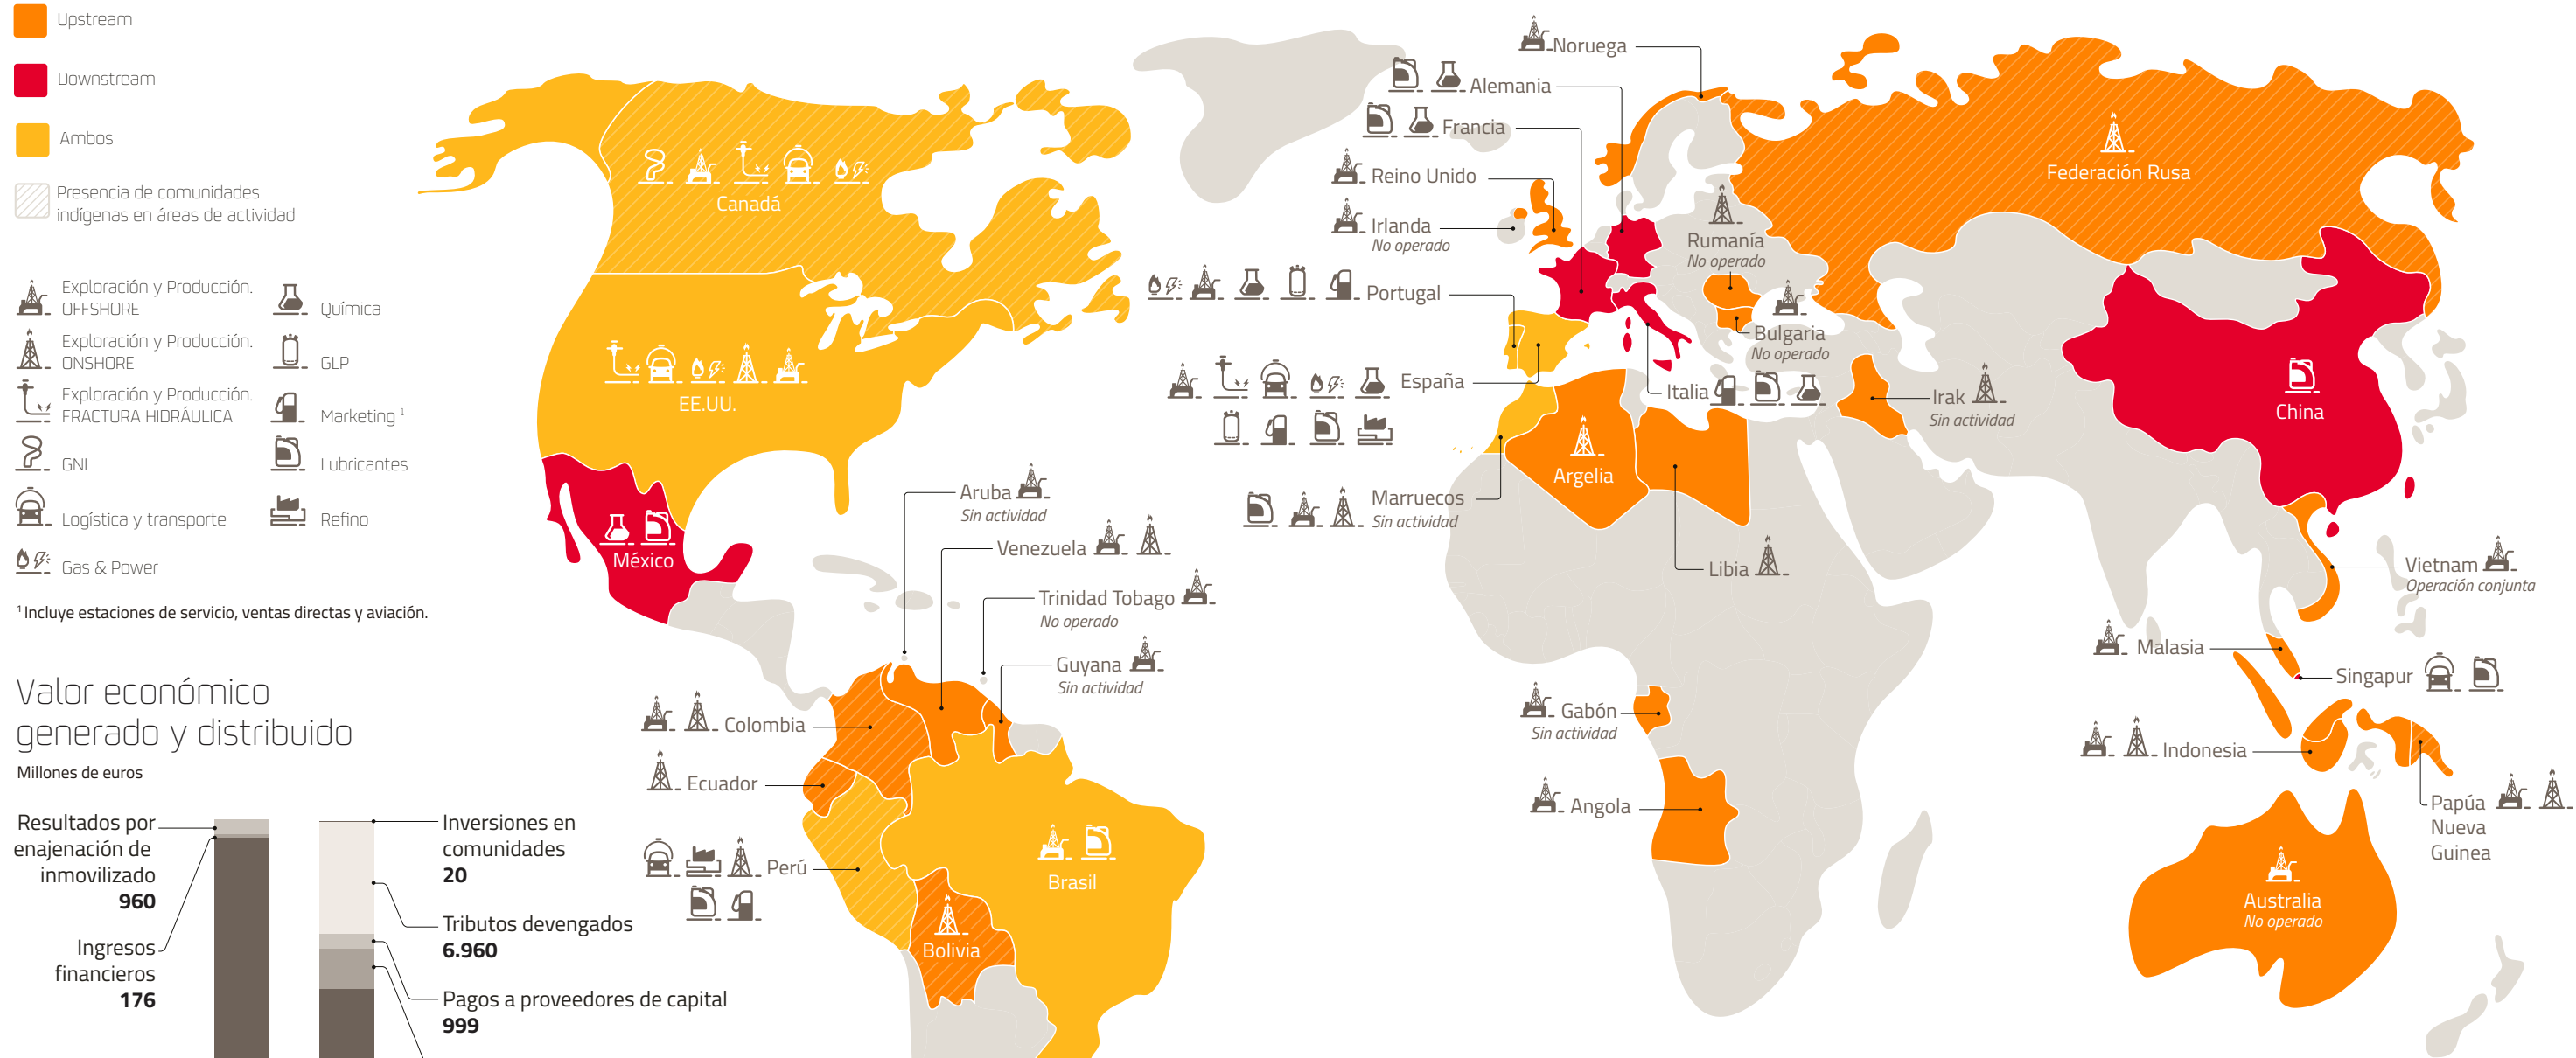 Upstream
Downstream
Ambos
Presencia de comunidades
indígenas en áreas de actividad
Exploración y Producción.
OFFSHORE
Exploración y Producción.
ONSHORE
Exploración y Producción.
FRACTURA HIDRÁULICA
GNL
Logística y transporte
Gas & Power
Química
GLP
Marketing ¹
Lubricantes
Refino
¹ Incluye estaciones de servicio, ventas directas y aviación.
Valor económico
generado y distribuido
Millones de euros
Resultados por
enajenación de
inmovilizado
960
Ingresos
financieros
176
Inversiones en
comunidades
20
Tributos devengados
6.960
Pagos a proveedores de capital
999
Canadá
EE.UU.
México
Aruba
Sin actividad
Venezuela
Trinidad Tobago
No operado
Guyana
Sin actividad
Colombia
Ecuador
Perú
Brasil
Bolivia
Noruega
Alemania
Francia
Reino Unido
Irlanda
No operado
Portugal
España
Marruecos
Sin actividad
Rumanía
No operado
Bulgaria
No operado
Italia
Irak
Sin actividad
Argelia
Libia
Gabón
Sin actividad
Angola
Federación Rusa
China
Vietnam
Operación conjunta
Malasia
Singapur
Indonesia
Papúa
Nueva
Guinea
Australia
No operado